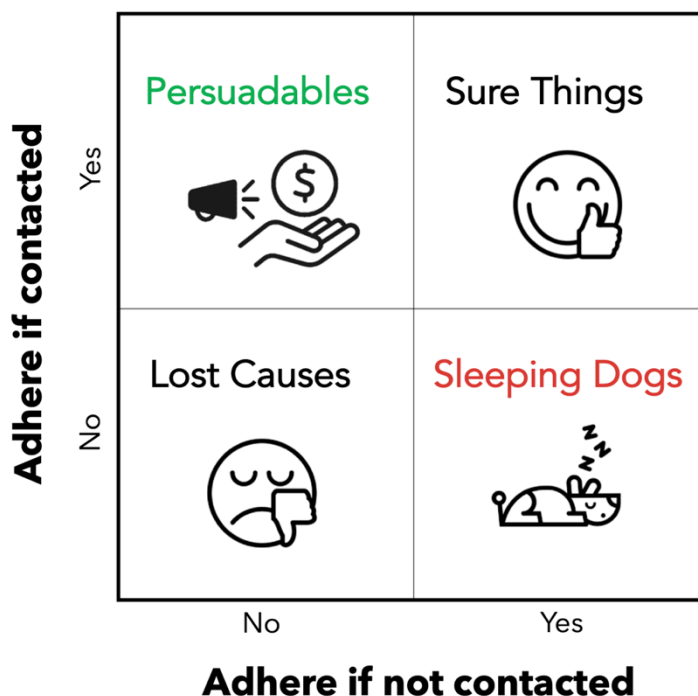 Persuadables
Sure Things
$
Adhere if contacted
Yes
Lost Causes
Sleeping Dogs
No
z
z
z
No
Yes
Adhere if not contacted